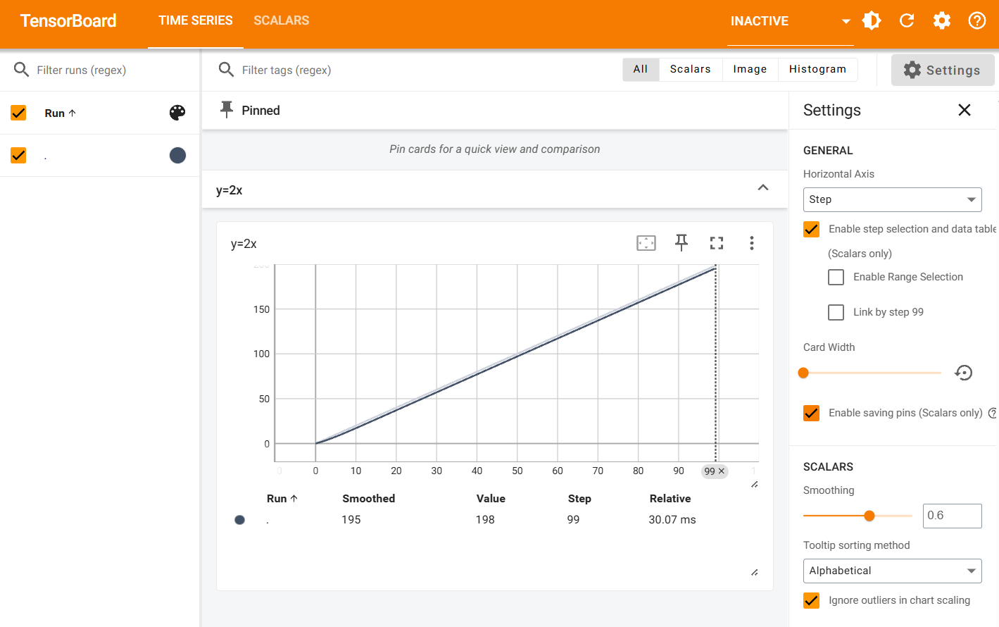 TensorBoard
TIME SERIES
SCALARS
INACTIVE
Filter runs (regex)
Filter tags (regex)
All
Scalars
Image
Histogram
Settings
Run
.
Pinned
Pin cards for a quick view and comparison
y=2x
y=2x
200
150
100
50
0
0 10 20 30 40 50 60 70 80 90 99 ×
Run Smoothed Value Step Relative
. 195 198 99 30.07 ms
Settings
GENERAL
Horizontal Axis
Step
Enable step selection and data table
(Scalars only)
Enable Range Selection
Link by step 99
Card Width
Enable saving pins (Scalars only)
SCALARS
Smoothing
0.6
Tooltip sorting method
Alphabetical
Ignore outliers in chart scaling